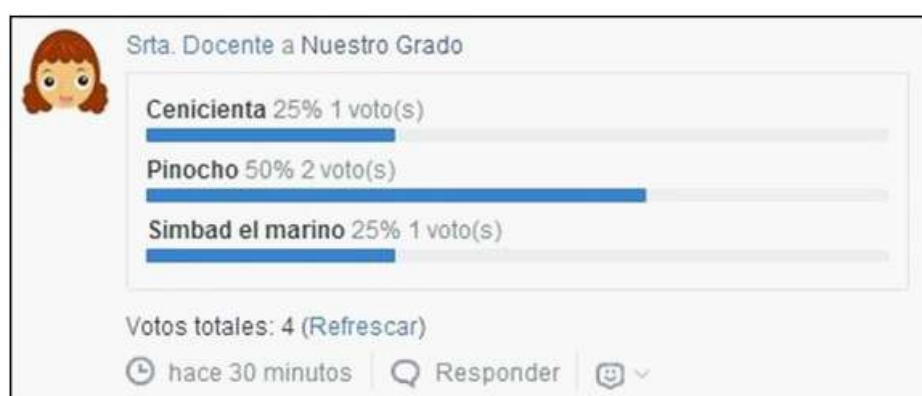 Srta. Docente a Nuestro Grado
Cenicienta 25% 1 voto(s)
Pinocho 50% 2 voto(s)
Simbad el marino 25% 1 voto(s)
Votos totales: 4 (Refrescar)
hace 30 minutos Responder